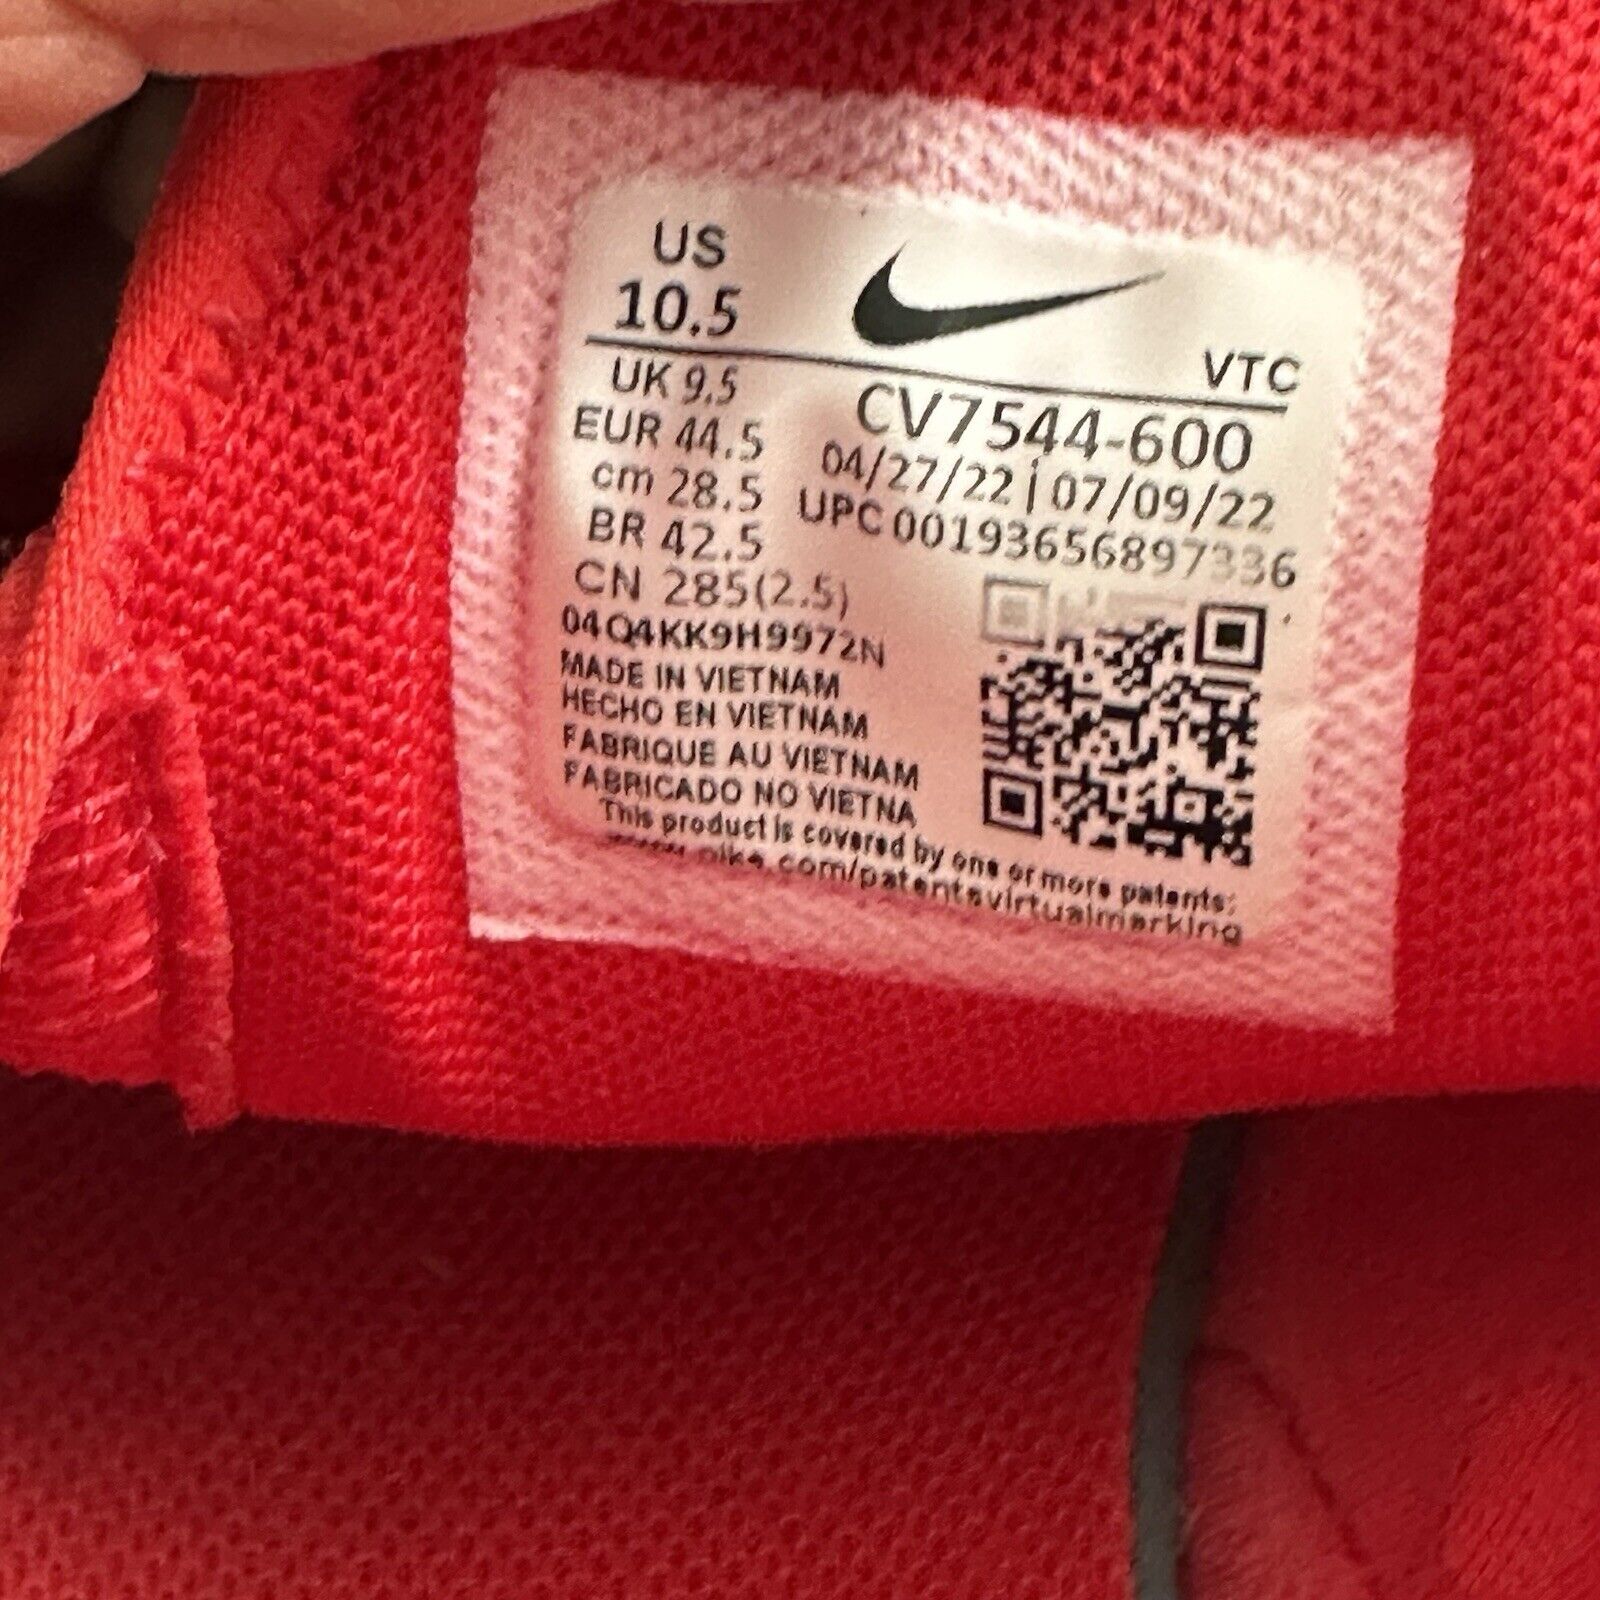 US
10.5
VTC
UK 9.5
EUR 44.5
cm 28.5
BR 42.5
CN 285(2.5)
CV7544-600
04/27/22 | 07/09/22
UPC 00193656897336
04Q4KK9H9972N
MADE IN VIETNAM
HECHO EN VIETNAM
FABRIQUE AU VIETNAM
FABRICADO NO VIETNA
This product is covered by one or more patents:
www.nike.com/patentsvirtualmarking